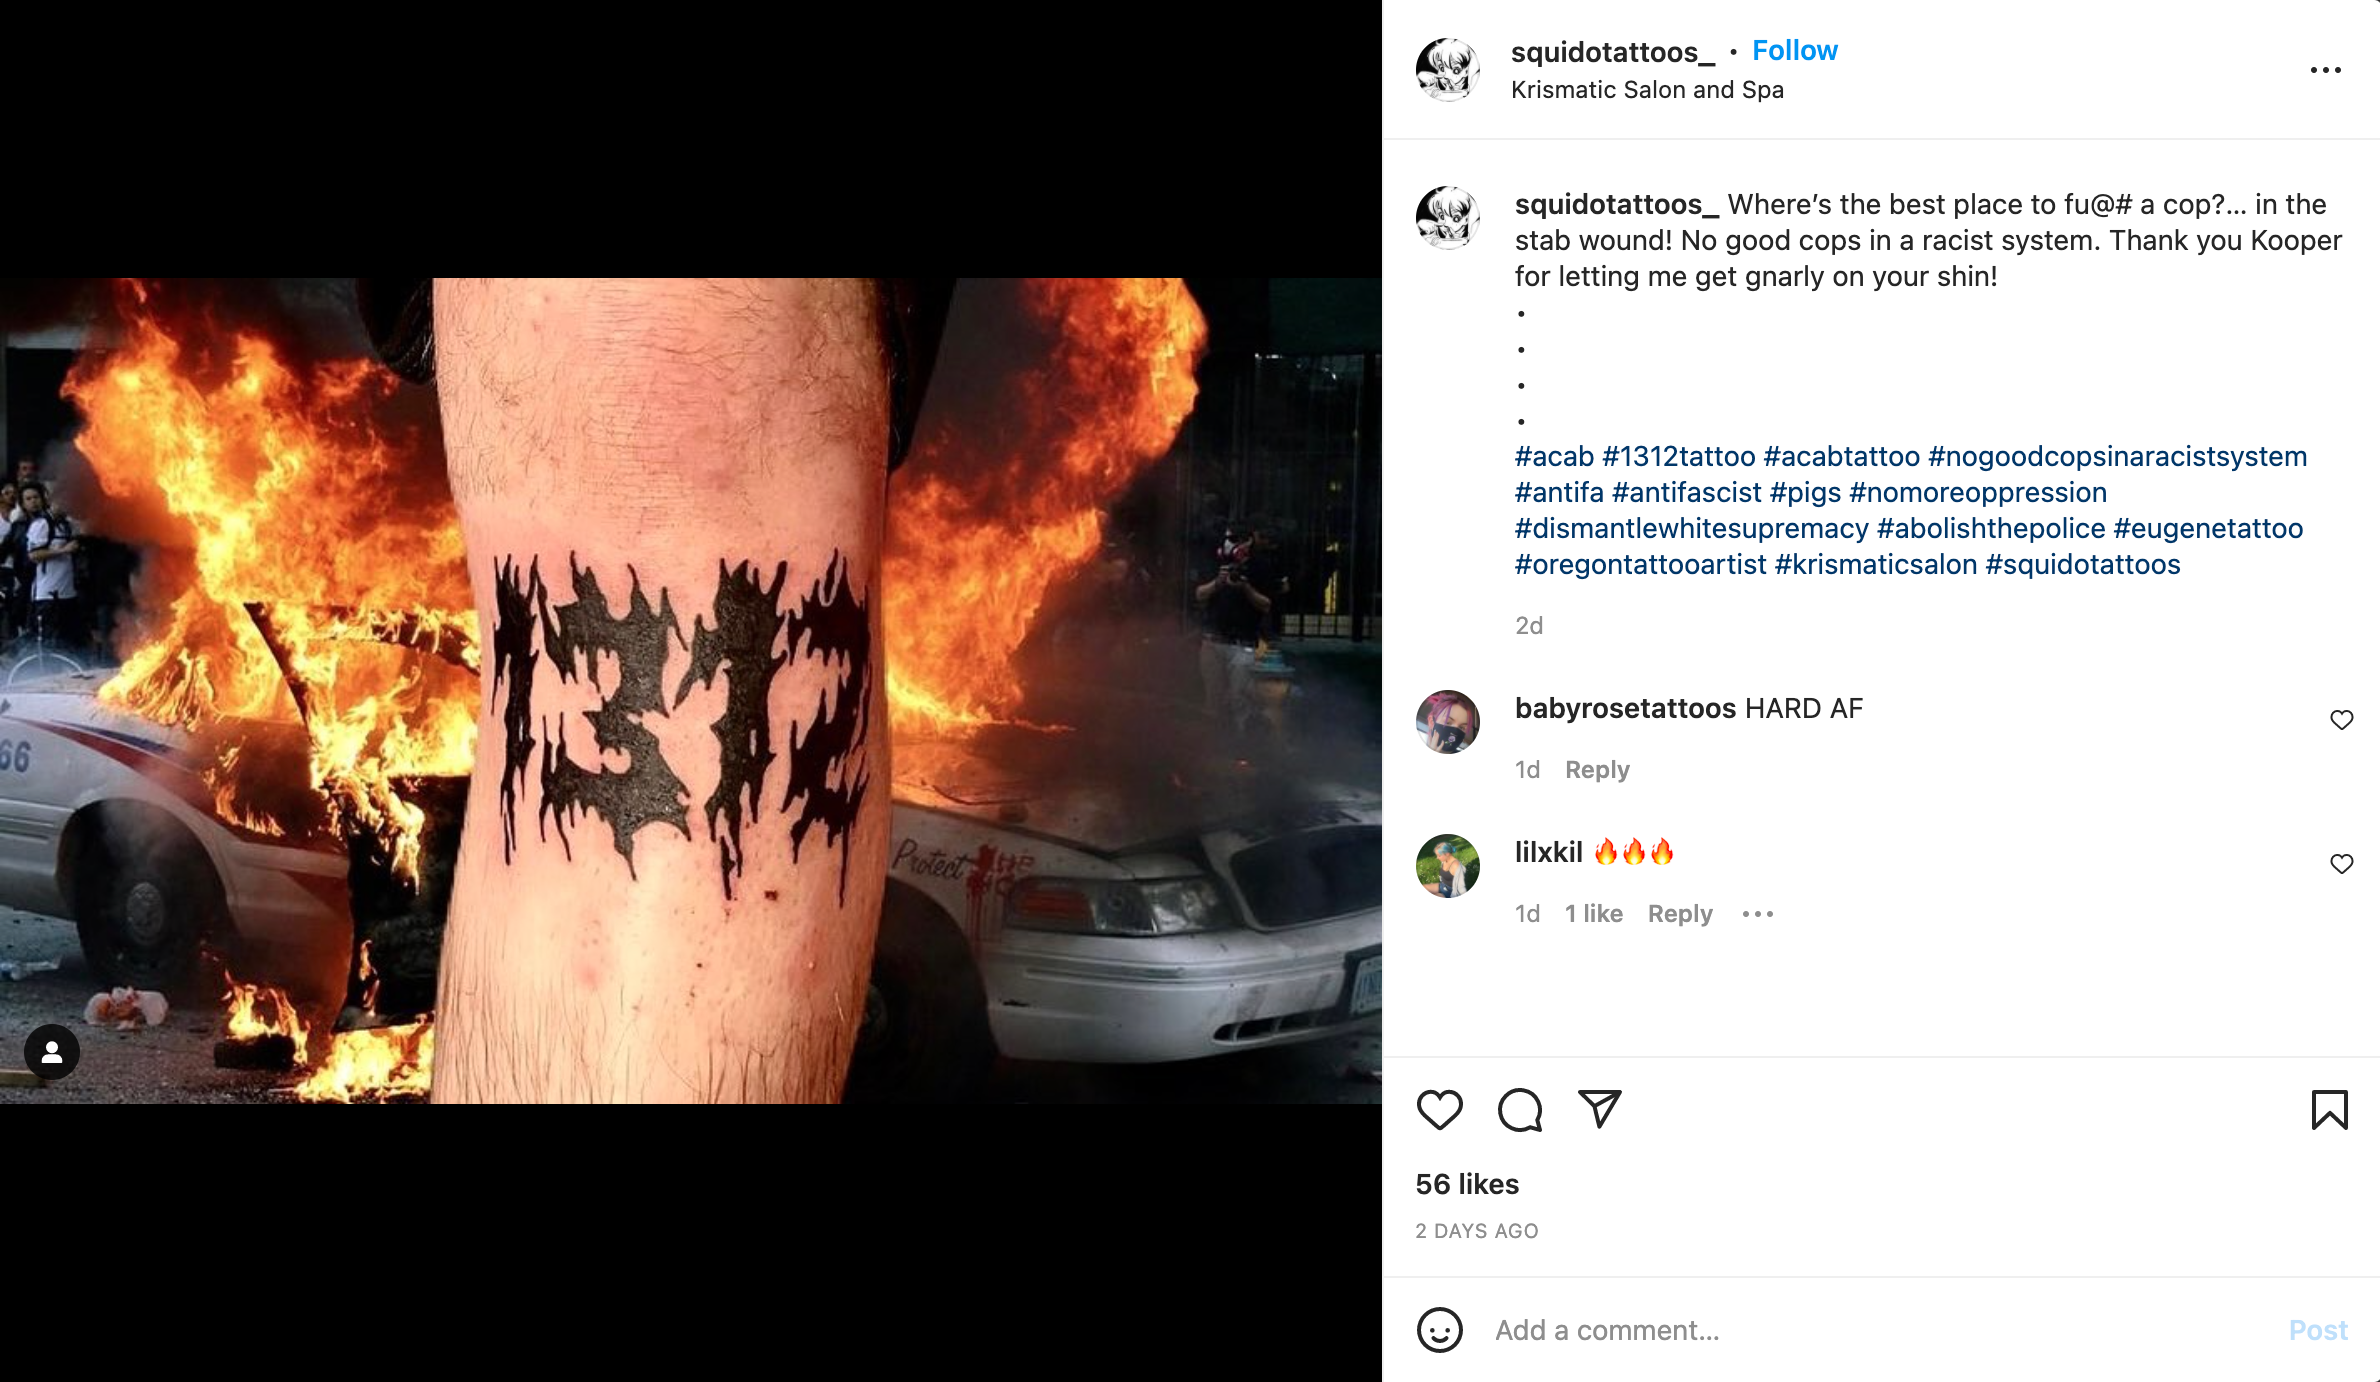 squidotattoos_ • Follow
Krismatic Salon and Spa
squidotattoos_ Where’s the best place to fu@# a cop?... in the
stab wound! No good cops in a racist system. Thank you Kooper
for letting me get gnarly on your shin!
.
.
.
.
#acab #1312tattoo #acabtattoo #nogoodcopsinaracistsystem
#antifa #antifascist #pigs #nomoreoppression
#dismantlewhitesupremacy #abolishthepolice #eugenetattoo
#oregontattooartist #krismaticsalon #squidotattoos
2d
babyrosetattoos HARD AF
1d Reply
lilxkil 🔥🔥🔥
1d 1 like Reply •••
56 likes
2 DAYS AGO
Add a comment... Post
1312
66
Protect